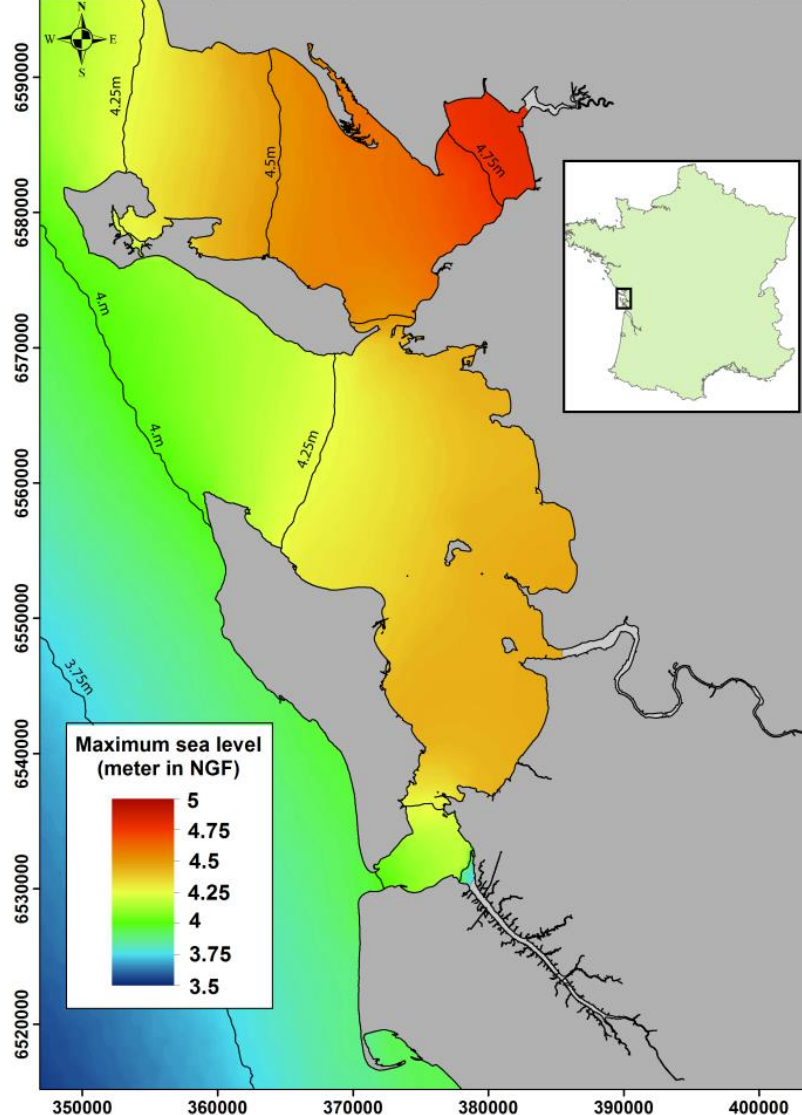 N
W E
S
4.25m
4.5m
4.75m
4.m
4.m
4.25m
3.75m
Maximum sea level
(meter in NGF)
5
4.75
4.5
4.25
4
3.75
3.5
6590000
6580000
6570000
6560000
6550000
6540000
6530000
6520000
350000 360000 370000 380000 390000 400000